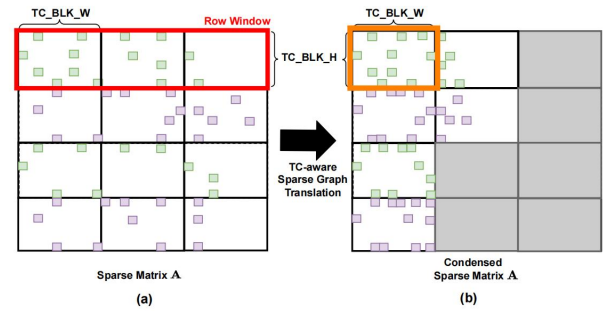 TC_BLK_W
Row Window
TC_BLK_W
TC_BLK_H
TC-aware
Sparse Graph
Translation
Sparse Matrix A
(a)
Condensed
Sparse Matrix A
(b)